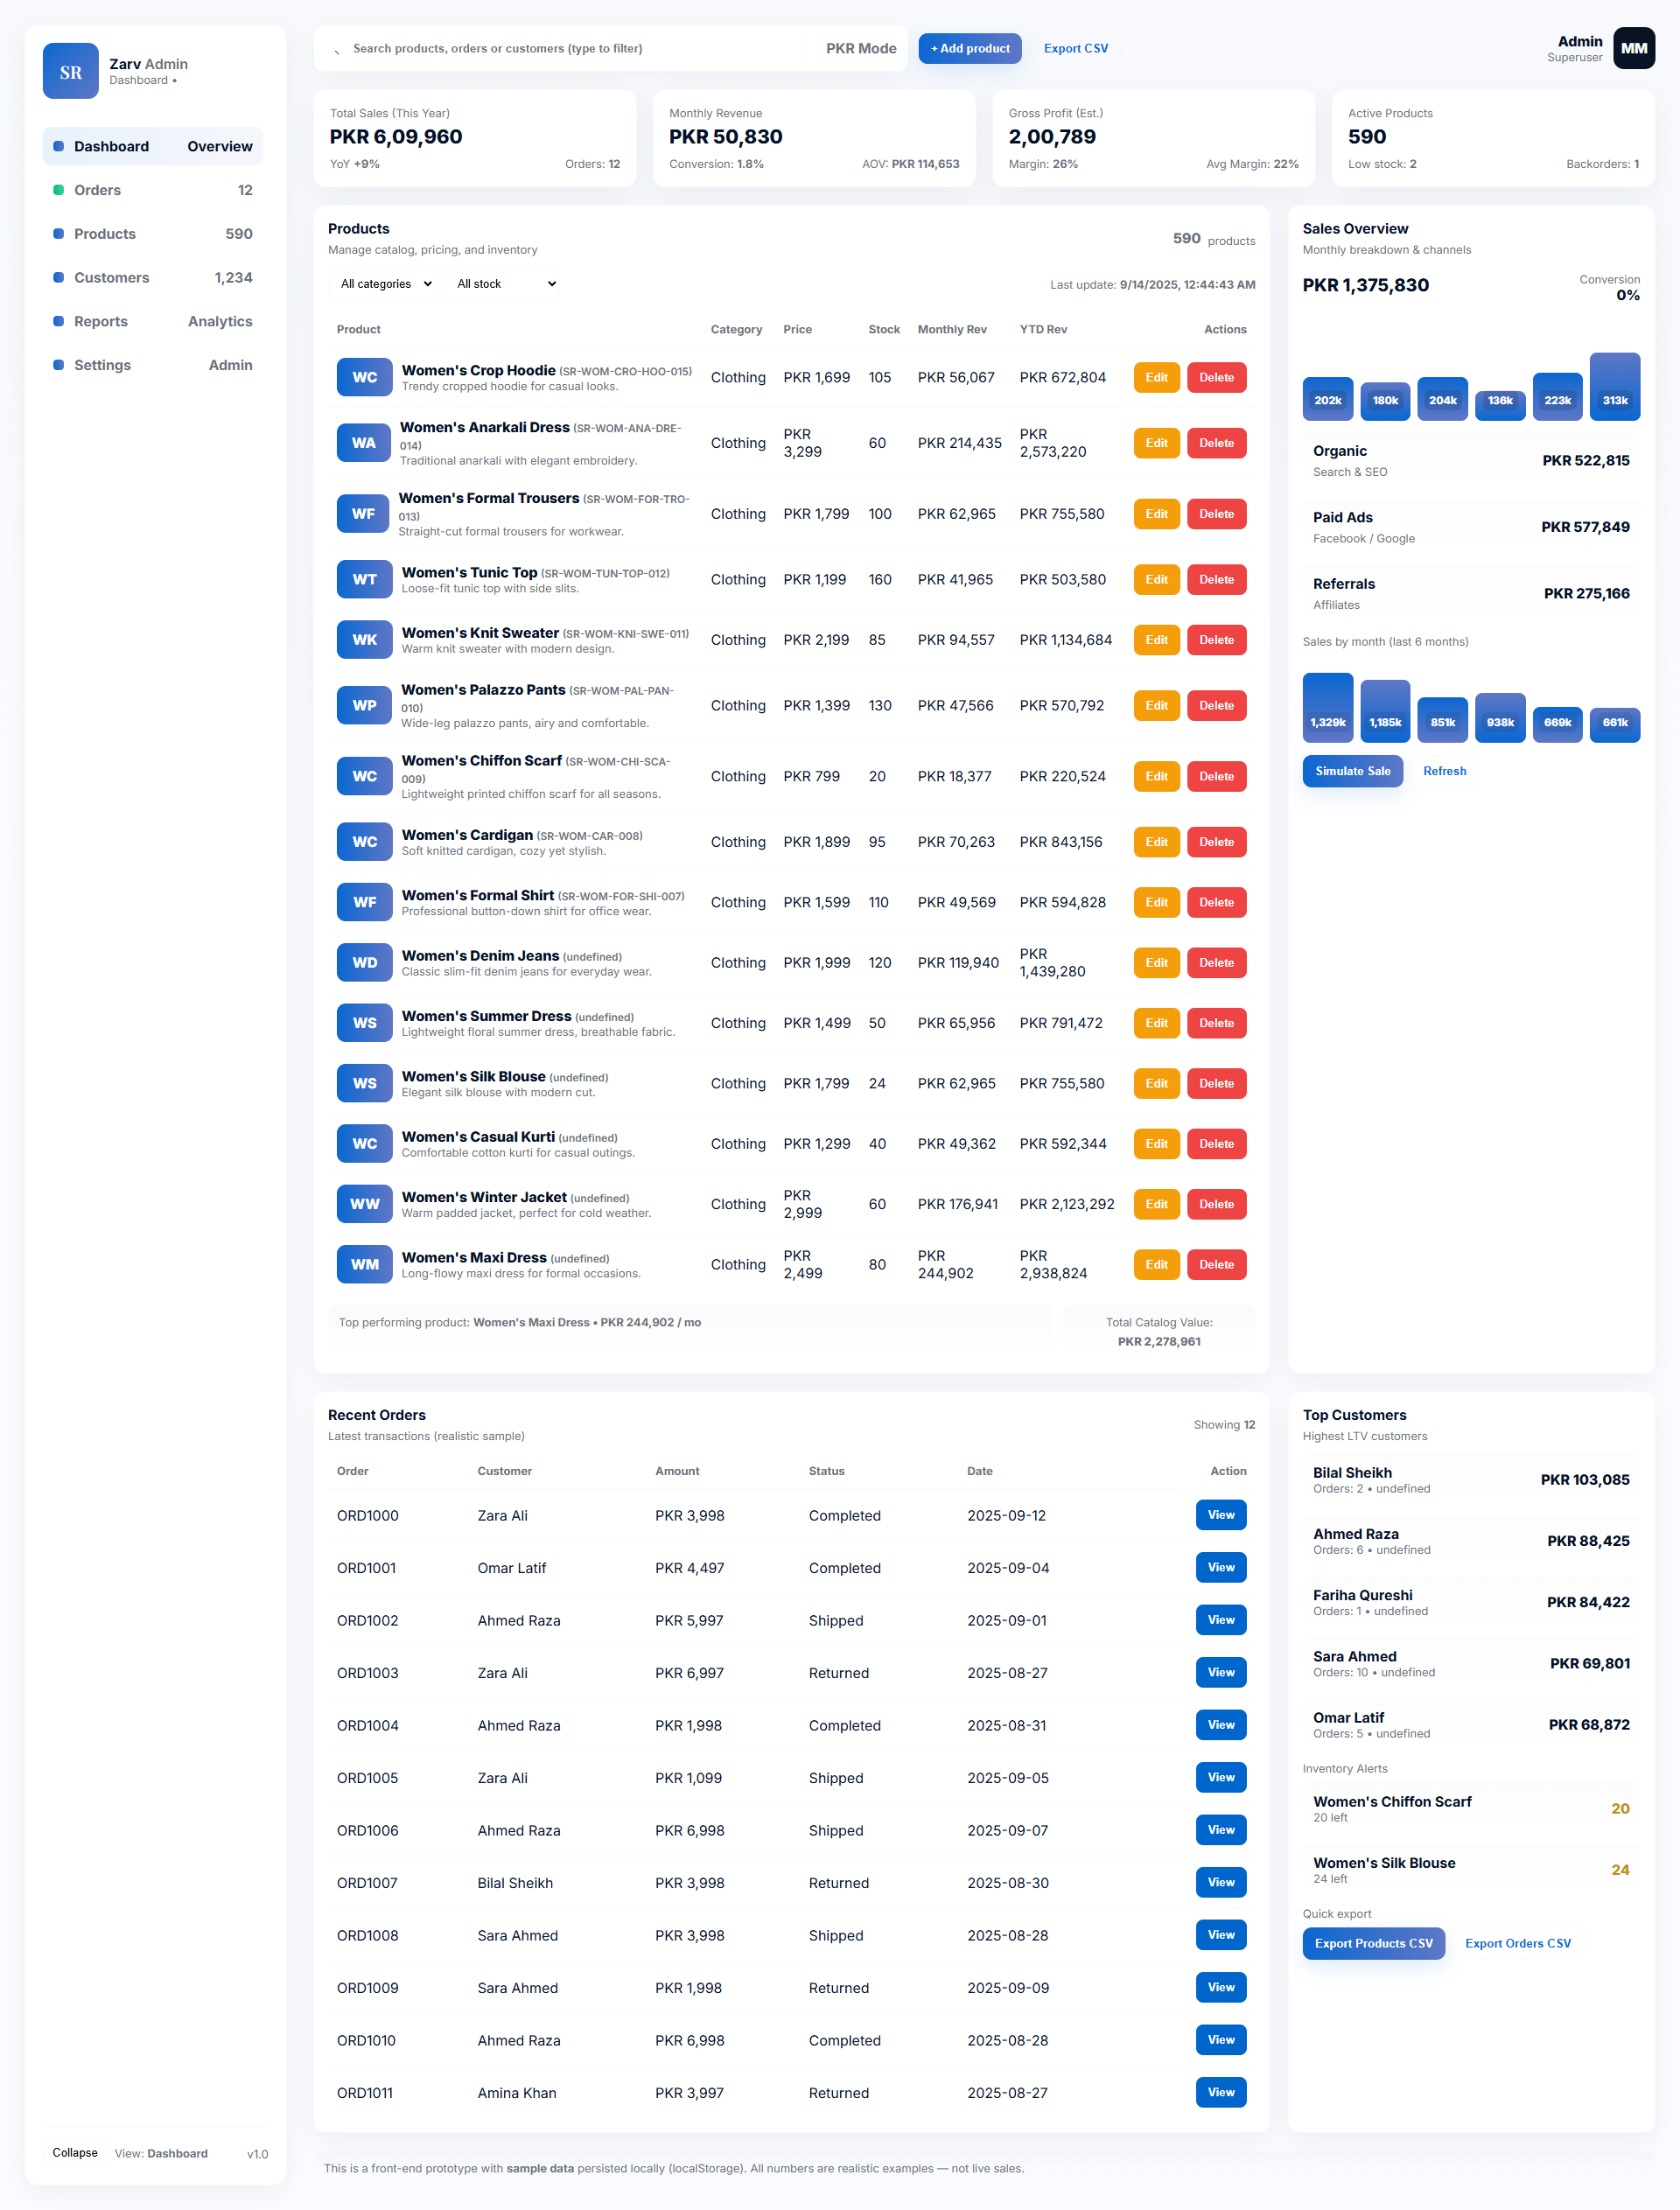 SR
Zarv Admin
Dashboard •
Dashboard Overview
Orders 12
Products 590
Customers 1,234
Reports Analytics
Settings Admin
Collapse View: Dashboard v1.0
Search products, orders or customers (type to filter) PKR Mode + Add product Export CSV
Admin
Superuser
MM
Total Sales (This Year)
PKR 6,09,960
YoY +9% Orders: 12
Monthly Revenue
PKR 50,830
Conversion: 1.8% AOV: PKR 114,653
Gross Profit (Est.)
2,00,789
Margin: 26% Avg Margin: 22%
Active Products
590
Low stock: 2 Backorders: 1
Products
Manage catalog, pricing, and inventory
590 products
All categories All stock Last update: 9/14/2025, 12:44:43 AM
Product Category Price Stock Monthly Rev YTD Rev Actions
WC Women's Crop Hoodie (SR-WOM-CRO-HOO-015) Clothing PKR 1,699 105 PKR 56,067 PKR 672,804 Edit Delete
Trendy cropped hoodie for casual looks.
WA Women's Anarkali Dress (SR-WOM-ANA-DRE-
014) Clothing PKR 3,299 60 PKR 214,435 PKR 2,573,220 Edit Delete
Traditional anarkali with elegant embroidery.
WF Women's Formal Trousers (SR-WOM-FOR-TRO-
013) Clothing PKR 1,799 100 PKR 62,965 PKR 755,580 Edit Delete
Straight-cut formal trousers for workwear.
WT Women's Tunic Top (SR-WOM-TUN-TOP-012) Clothing PKR 1,199 160 PKR 41,965 PKR 503,580 Edit Delete
Loose-fit tunic top with side slits.
WK Women's Knit Sweater (SR-WOM-KNI-SWE-011) Clothing PKR 2,199 85 PKR 94,557 PKR 1,134,684 Edit Delete
Warm knit sweater with modern design.
WP Women's Palazzo Pants (SR-WOM-PAL-PAN-
010) Clothing PKR 1,399 130 PKR 47,566 PKR 570,792 Edit Delete
Wide-leg palazzo pants, airy and comfortable.
WC Women's Chiffon Scarf (SR-WOM-CHI-SCA-
009) Clothing PKR 799 20 PKR 18,377 PKR 220,524 Edit Delete
Lightweight printed chiffon scarf for all seasons.
WC Women's Cardigan (SR-WOM-CAR-008) Clothing PKR 1,899 95 PKR 70,263 PKR 843,156 Edit Delete
Soft knitted cardigan, cozy yet stylish.
WF Women's Formal Shirt (SR-WOM-FOR-SHI-007) Clothing PKR 1,599 110 PKR 49,569 PKR 594,828 Edit Delete
Professional button-down shirt for office wear.
WD Women's Denim Jeans (undefined) Clothing PKR 1,999 120 PKR 119,940 PKR 1,439,280 Edit Delete
Classic slim-fit denim jeans for everyday wear.
WS Women's Summer Dress (undefined) Clothing PKR 1,499 50 PKR 65,956 PKR 791,472 Edit Delete
Lightweight floral summer dress, breathable fabric.
WS Women's Silk Blouse (undefined) Clothing PKR 1,799 24 PKR 62,965 PKR 755,580 Edit Delete
Elegant silk blouse with modern cut.
WC Women's Casual Kurti (undefined) Clothing PKR 1,299 40 PKR 49,362 PKR 592,344 Edit Delete
Comfortable cotton kurti for casual outings.
WW Women's Winter Jacket (undefined) Clothing PKR 2,999 60 PKR 176,941 PKR 2,123,292 Edit Delete
Warm padded jacket, perfect for cold weather.
WM Women's Maxi Dress (undefined) Clothing PKR 2,499 80 PKR 244,902 PKR 2,938,824 Edit Delete
Long-flowy maxi dress for formal occasions.
Top performing product: Women's Maxi Dress • PKR 244,902 / mo
Total Catalog Value:
PKR 2,278,961
Sales Overview
Monthly breakdown & channels
PKR 1,375,830
Conversion
0%
202k 180k 204k 136k 223k 313k
Organic
Search & SEO
PKR 522,815
Paid Ads
Facebook / Google
PKR 577,849
Referrals
Affiliates
PKR 275,166
Sales by month (last 6 months)
1,329k 1,185k 851k 938k 669k 661k
Simulate Sale Refresh
Recent Orders
Latest transactions (realistic sample)
Showing 12
Order Customer Amount Status Date Action
ORD1000 Zara Ali PKR 3,998 Completed 2025-09-12 View
ORD1001 Omar Latif PKR 4,497 Completed 2025-09-04 View
ORD1002 Ahmed Raza PKR 5,997 Shipped 2025-09-01 View
ORD1003 Zara Ali PKR 6,997 Returned 2025-08-27 View
ORD1004 Ahmed Raza PKR 1,998 Completed 2025-08-31 View
ORD1005 Zara Ali PKR 1,099 Shipped 2025-09-05 View
ORD1006 Ahmed Raza PKR 6,998 Shipped 2025-09-07 View
ORD1007 Bilal Sheikh PKR 3,998 Returned 2025-08-30 View
ORD1008 Sara Ahmed PKR 3,998 Shipped 2025-08-28 View
ORD1009 Sara Ahmed PKR 1,998 Returned 2025-09-09 View
ORD1010 Ahmed Raza PKR 6,998 Completed 2025-08-28 View
ORD1011 Amina Khan PKR 3,997 Returned 2025-08-27 View
Top Customers
Highest LTV customers
Bilal Sheikh
Orders: 2 • undefined
PKR 103,085
Ahmed Raza
Orders: 6 • undefined
PKR 88,425
Fariha Qureshi
Orders: 1 • undefined
PKR 84,422
Sara Ahmed
Orders: 10 • undefined
PKR 69,801
Omar Latif
Orders: 5 • undefined
PKR 68,872
Inventory Alerts
Women's Chiffon Scarf
20 left
20
Women's Silk Blouse
24 left
24
Quick export
Export Products CSV Export Orders CSV
This is a front-end prototype with sample data persisted locally (localStorage). All numbers are realistic examples — not live sales.